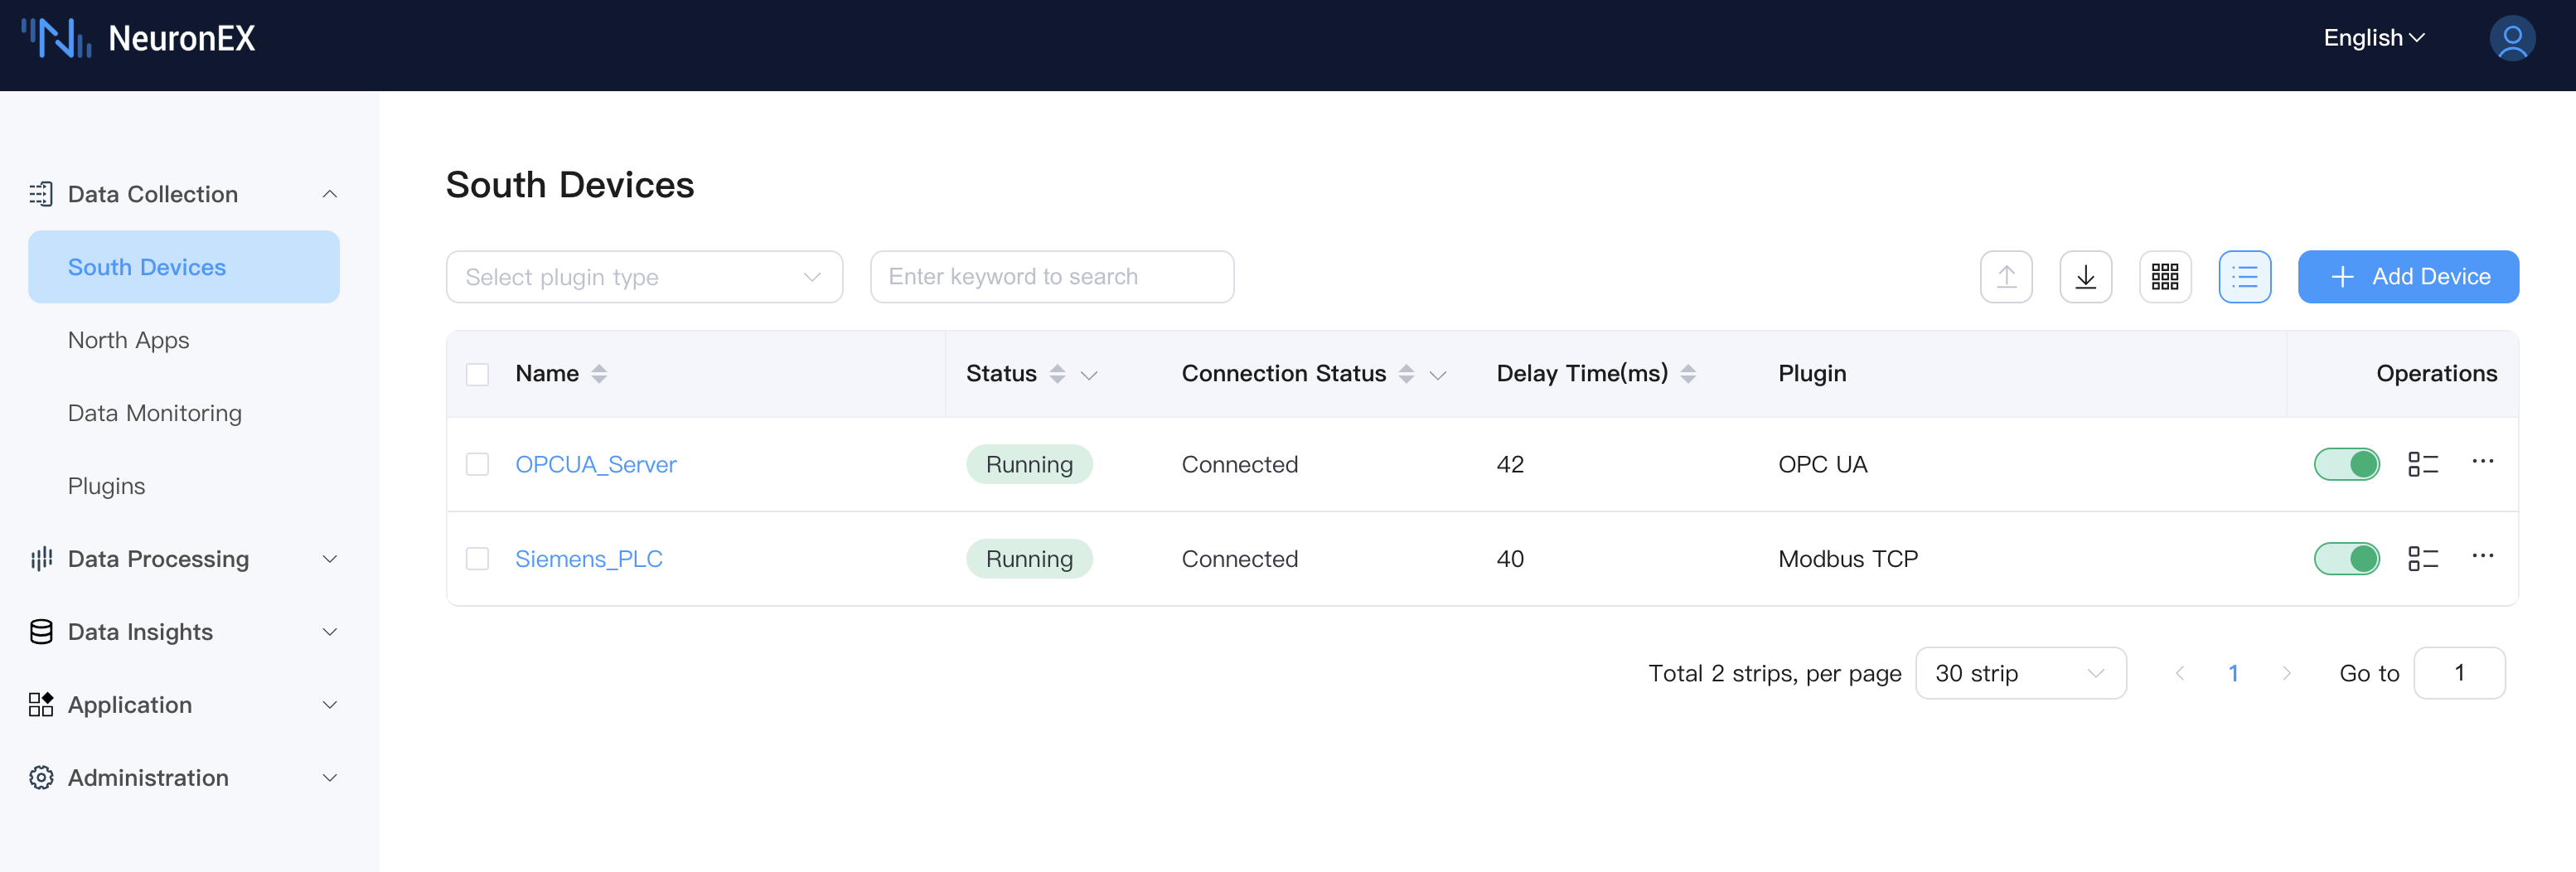 NeuronEX
English
Data Collection
South Devices
North Apps
Data Monitoring
Plugins
Data Processing
Data Insights
Application
Administration
South Devices
Select plugin type
Enter keyword to search
Add Device
Name Status Connection Status Delay Time(ms) Plugin Operations
OPCUA_Server Running Connected 42 OPC UA
Siemens_PLC Running Connected 40 Modbus TCP
Total 2 strips, per page 30 strip 1 Go to 1